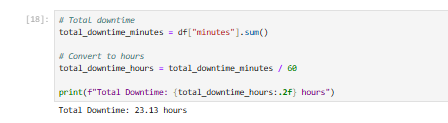 [18]:
# Total downtime
total_downtime_minutes = df["minutes"].sum()
# Convert to hours
total_downtime_hours = total_downtime_minutes / 60
print(f"Total Downtime: {total_downtime_hours:.2f} hours")
Total Downtime: 23.13 hours